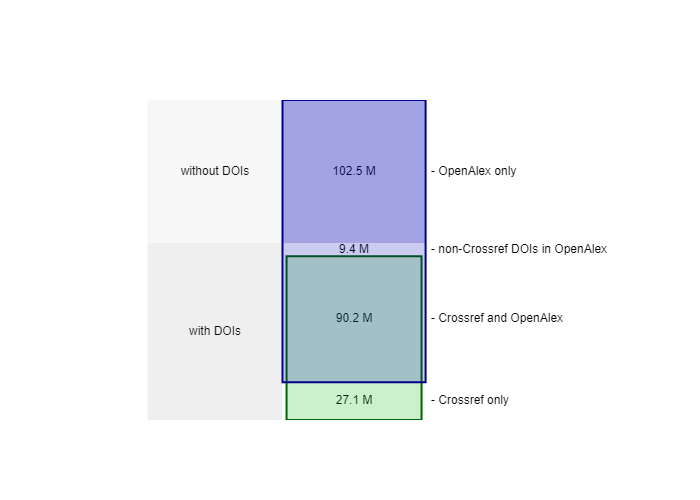 without DOIs 102.5 M - OpenAlex only
9.4 M - non-Crossref DOIs in OpenAlex
90.2 M - Crossref and OpenAlex
with DOIs
27.1 M - Crossref only